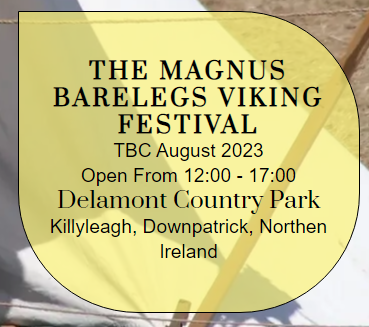 THE MAGNUS
BARELEGS VIKING
FESTIVAL
TBC August 2023
Open From 12:00 - 17:00
Delamont Country Park
Killyleagh, Downpatrick, Northen
Ireland